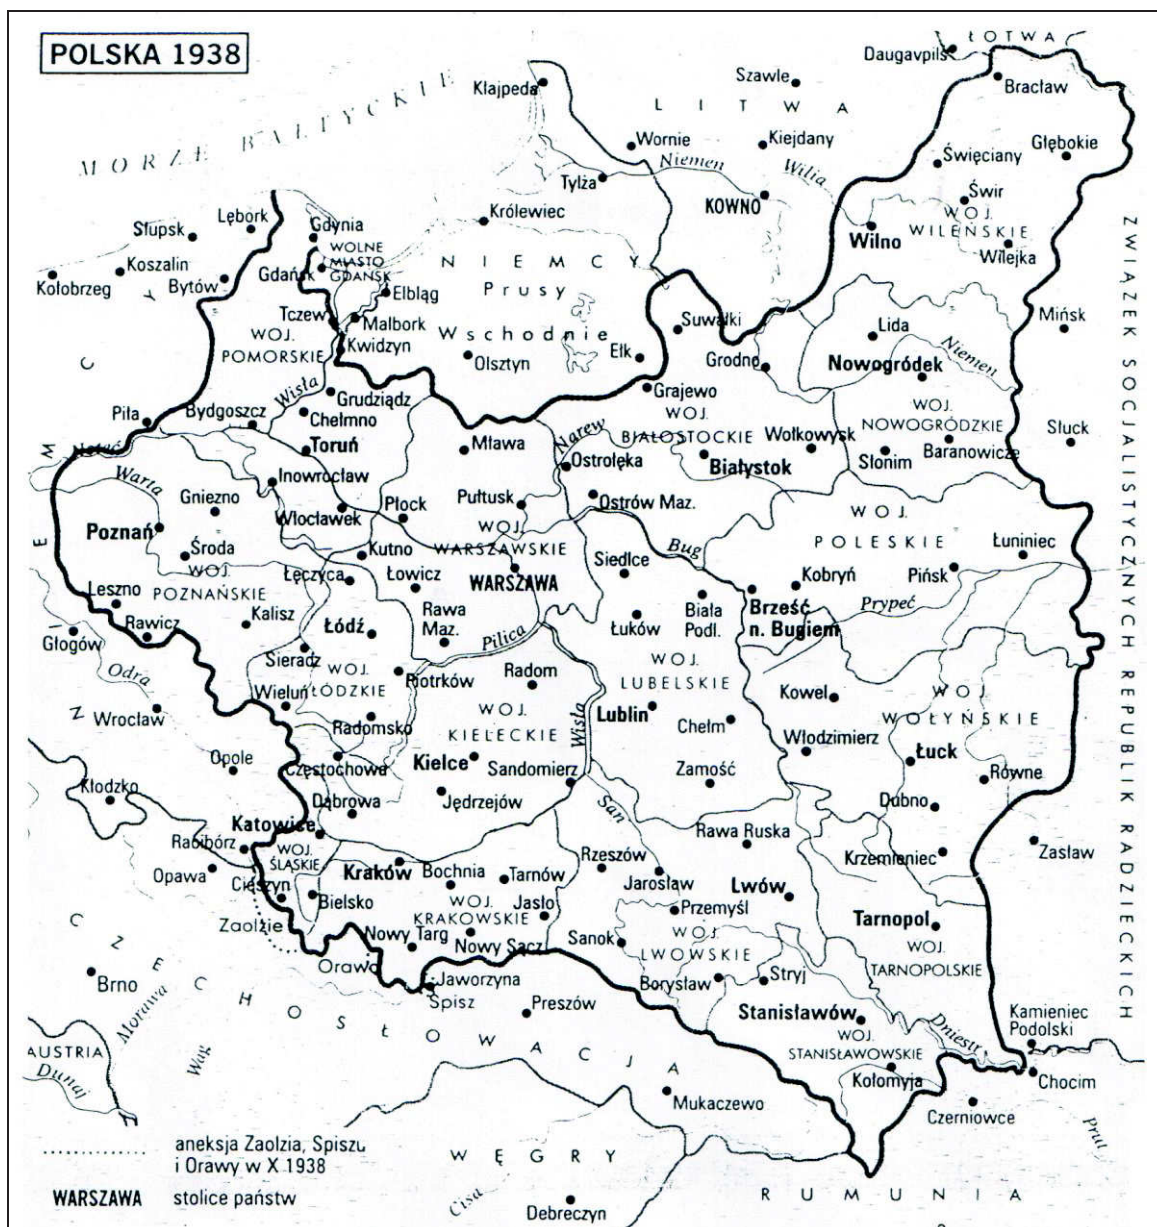 POLSKA 1938
MORZE BAŁTYCKIE
ŁOTWA
Daugavpils
Bracław
Kłajpeda
Szawle
LITWA
Wornie
Kiejdany
Niemen
Wilia
Tylża
KOWNO
Święciany
Głębokie
Świr
WOJ.
WILEŃSKIE
Wilno
Wilejka
Lębork
Słupsk
Gdynia
Królewiec
WOLNE
MIASTO
GDAŃSK
Gdańsk
Koszalin
Kołobrzeg
Bytów
Elbląg
NIEMCY
Prusy
Wschodnie
Tczew
Malbork
Kwidzyn
Olsztyn
Ełk
Suwałki
Grodno
Lida
Mińsk
Nowogródek
Niemen
WOJ.
POMORSKIE
Wisła
Grudziądz
Grajewo
WOJ.
BIAŁOSTOCKIE
WOJ.
NOWOGRÓDZKIE
Piła
Bydgoszcz
Chełmno
Toruń
Mława
Narew
Ostrołęka
Białystok
Wołkowysk
Słonim
Baranowicze
Słuck
NIEMCY
Noteć
Warta
Inowrocław
Gniezno
Włocławek
Płock
Pułtusk
Ostrów Maz.
WOJ.
POLESKIE
Poznań
Środa
WOJ.
POZNAŃSKIE
Kutno
WOJ.
WARSZAWSKIE
WARSZAWA
Siedlce
Bug
Łuniniec
Łęczyca
Łowicz
Kobryń
Pińsk
Leszno
Rawicz
Kalisz
Łódź
Rawa
Maz.
Pilica
Łuków
Biała
Podl.
Brześć
n. Bugiem
Prypeć
Głogów
Odra
Sieradz
WOJ.
ŁÓDZKIE
Piotrków
Radom
WOJ.
LUBELSKIE
Kowel
WOJ.
WOŁYŃSKIE
Wrocław
Wieluń
Radomsko
WOJ.
KIELECKIE
Wisła
Lublin
Chełm
Włodzimierz
Łuck
Równe
Opole
Częstochowa
Kielce
Sandomierz
Zamość
Dubno
Kłodzko
Dąbrowa
Jędrzejów
San
Rawa Ruska
Krzemieniec
Zasław
Katowice
Racibórz
WOJ.
ŚLĄSKIE
Kraków
Bochnia
Tarnów
Rzeszów
Jarosław
Lwów
Opawa
Cieszyn
Bielsko
WOJ.
KRAKOWSKIE
Jasło
Przemyśl
Tarnopol
Zaolzie
Nowy Targ
Nowy Sącz
Sanok
WOJ.
LWOWSKIE
WOJ.
TARNOPOLSKIE
Orawa
Jaworzyna
Spisz
Borysław
Stryj
Brno
Morawa
Wag
CZECHOSŁOWACJA
Preszów
Stanisławów
WOJ.
STANISŁAWOWSKIE
Dniestr
Kamieniec
Podolski
Chocim
Kołomyja
AUSTRIA
Dunaj
Mukaczewo
Czerniowce
Prut
ZWIĄZEK SOCJALISTYCZNYCH REPUBLIK RADZIECKICH
aneksja Zaolzia, Spiszu
i Orawy w X 1938
WARSZAWA stolice państw
WĘGRY
Cisa
Debreczyn
RUMUNIA